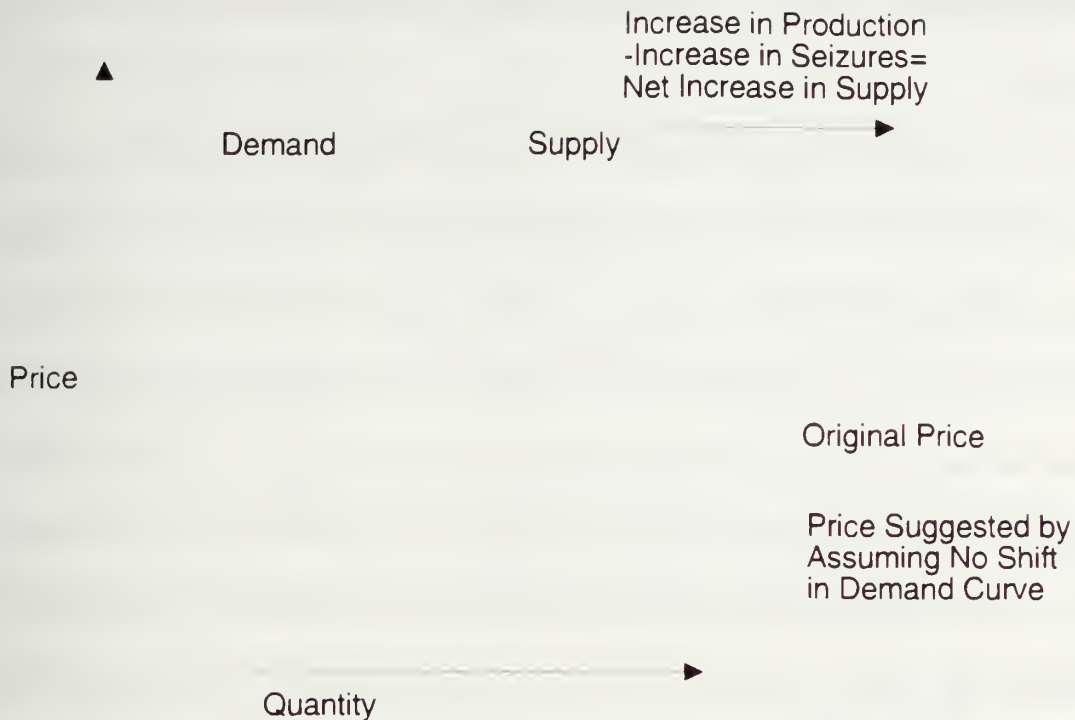 Increase in Production
-Increase in Seizures=
Net Increase in Supply
Demand
Supply
Price
Original Price
Price Suggested by
Assuming No Shift
in Demand Curve
Quantity